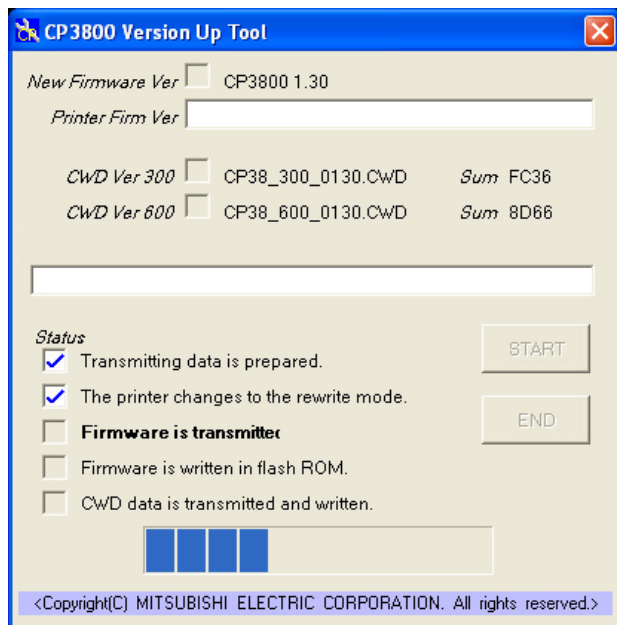 CP3800 Version Up Tool
New Firmware Ver CP3800 1.30
Printer Firm Ver
CWD Ver 300 CP38_300_0130.CWD Sum FC36
CWD Ver 600 CP38_600_0130.CWD Sum 8D66
Status
START
Transmitting data is prepared.
The printer changes to the rewrite mode.
END
Firmware is transmitted
Firmware is written in flash ROM.
CWD data is transmitted and written.
<Copyright(C) MITSUBISHI ELECTRIC CORPORATION. All rights reserved.>